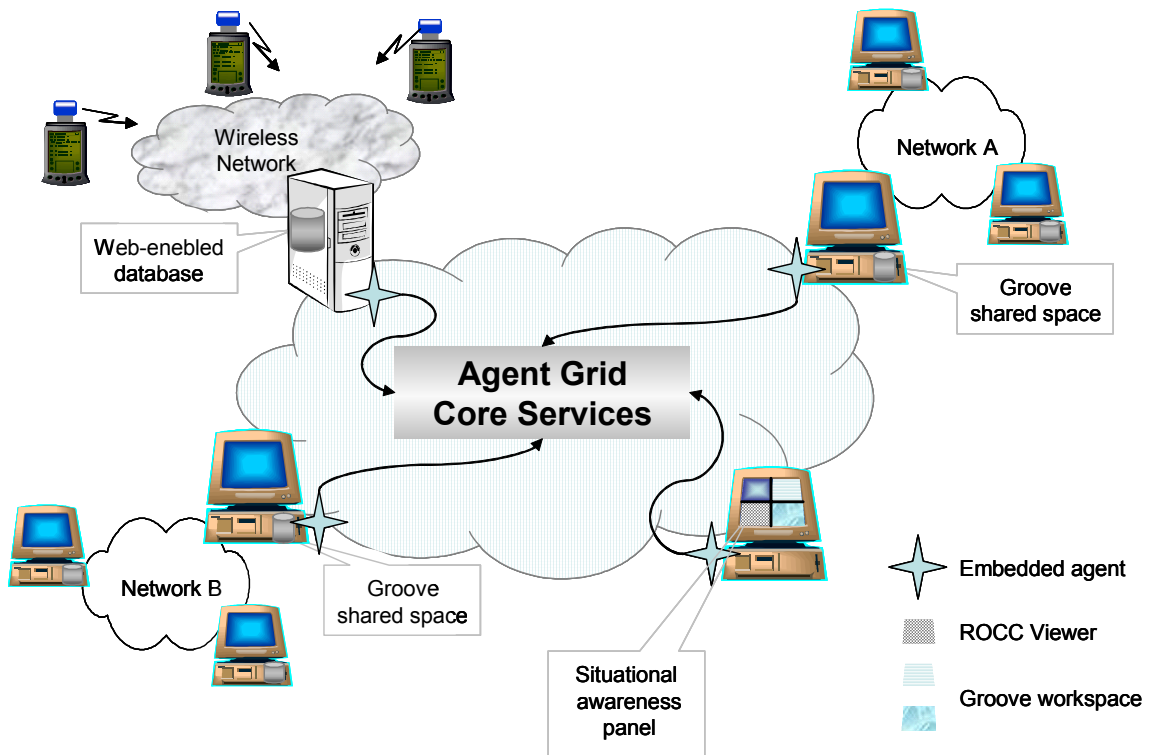 Wireless
Network
Network A
Web-enebled
database
Groove
shared space
Agent Grid
Core Services
Network B
Groove
shared space
Situational
awareness
panel
Embedded agent
ROCC Viewer
Groove workspace